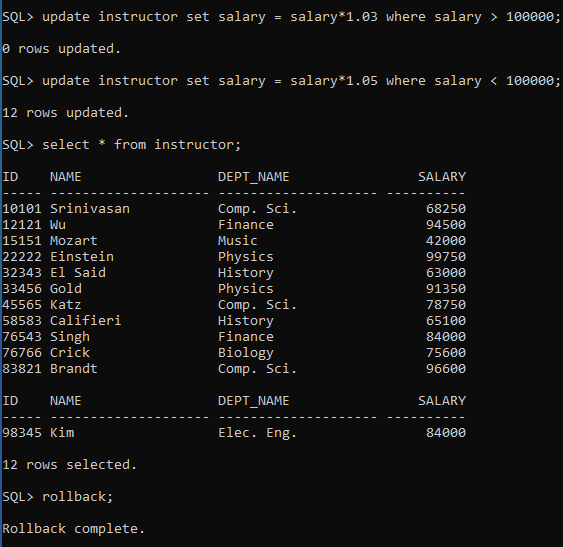 SQL> update instructor set salary = salary*1.03 where salary > 100000;
0 rows updated.
SQL> update instructor set salary = salary*1.05 where salary < 100000;
12 rows updated.
SQL> select * from instructor;
ID    NAME                 DEPT_NAME                SALARY
----- -------------------- -------------------- ----------
10101 Srinivasan           Comp. Sci.                68250
12121 Wu                   Finance                   94500
15151 Mozart               Music                     42000
22222 Einstein             Physics                   99750
32343 El Said              History                   63000
33456 Gold                 Physics                   91350
45565 Katz                 Comp. Sci.                78750
58583 Califieri            History                   65100
76543 Singh                Finance                   84000
76766 Crick                Biology                   75600
83821 Brandt               Comp. Sci.                96600
ID    NAME                 DEPT_NAME                SALARY
----- -------------------- -------------------- ----------
98345 Kim                  Elec. Eng.                84000
12 rows selected.
SQL> rollback;
Rollback complete.